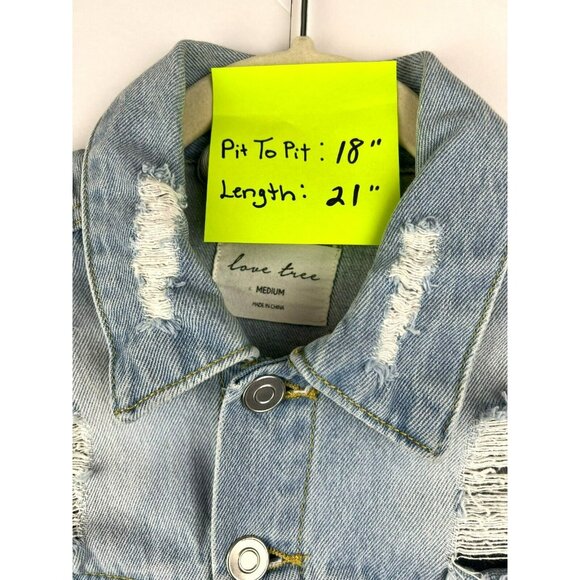 Pit To Pit: 18"
Length: 21"
love tree
MEDIUM
MADE IN CHINA